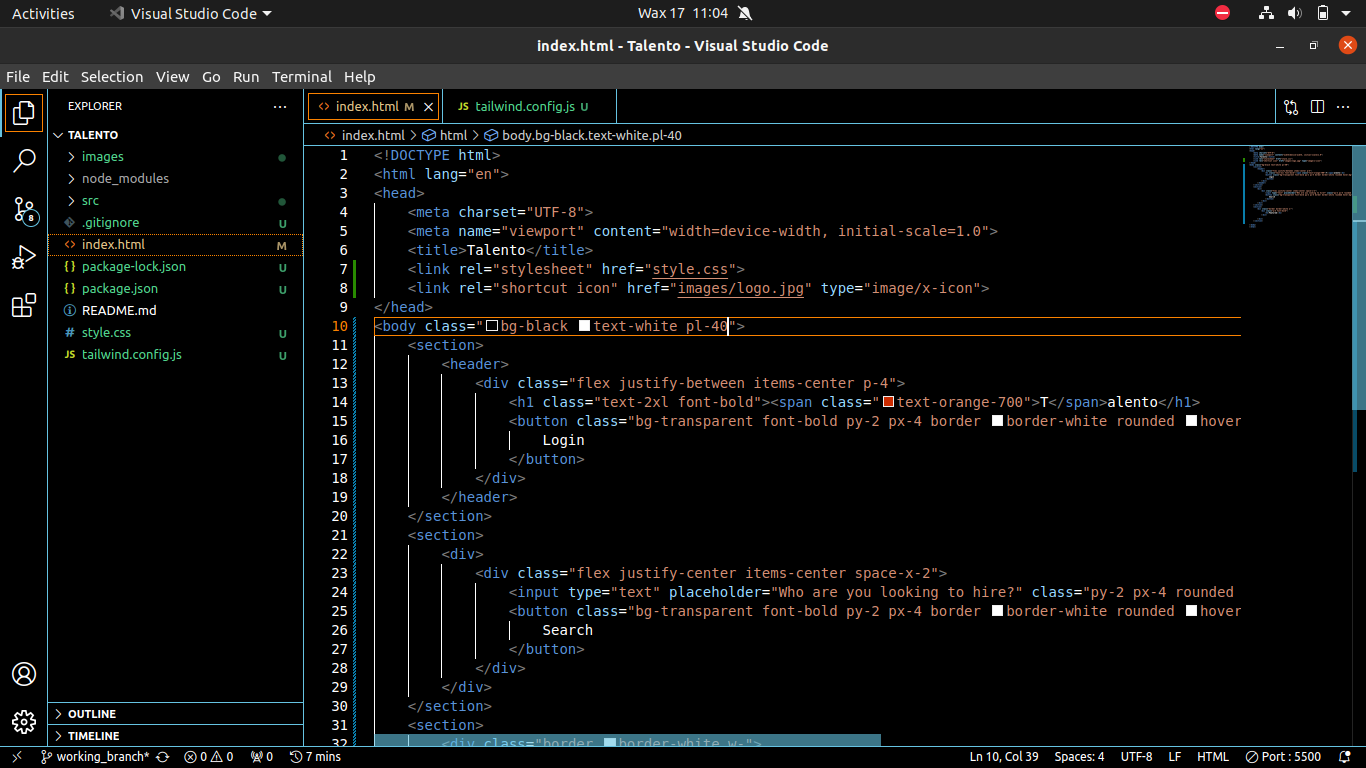 Activities Visual Studio Code Wax 17 11:04
index.html - Talento - Visual Studio Code
File Edit Selection View Go Run Terminal Help
EXPLORER
TALENTO
images
node_modules
src
.gitignore U
index.html M
package-lock.json U
package.json U
README.md
style.css U
tailwind.config.js U
OUTLINE
TIMELINE
8
index.html M
JS tailwind.config.js U
index.html > html > body.bg-black.text-white.pl-40
1 <!DOCTYPE html>
2 <html lang="en">
3 <head>
4 <meta charset="UTF-8">
5 <meta name="viewport" content="width=device-width, initial-scale=1.0">
6 <title>Talento</title>
7 <link rel="stylesheet" href="style.css">
8 <link rel="shortcut icon" href="images/logo.jpg" type="image/x-icon">
9 </head>
10 <body class="bg-black text-white pl-40">
11 <section>
12 <header>
13 <div class="flex justify-between items-center p-4">
14 <h1 class="text-2xl font-bold"><span class="text-orange-700">T</span>alento</h1>
15 <button class="bg-transparent font-bold py-2 px-4 border border-white rounded hover
16 Login
17 </button>
18 </div>
19 </header>
20 </section>
21 <section>
22 <div>
23 <div class="flex justify-center items-center space-x-2">
24 <input type="text" placeholder="Who are you looking to hire?" class="py-2 px-4 rounded
25 <button class="bg-transparent font-bold py-2 px-4 border border-white rounded hover
26 Search
27 </button>
28 </div>
29 </div>
30 </section>
31 <section>
32 <div class="border border-white w-">
working_branch* 0 0 0 7 mins Ln 10, Col 39 Spaces: 4 UTF-8 LF HTML Port : 5500